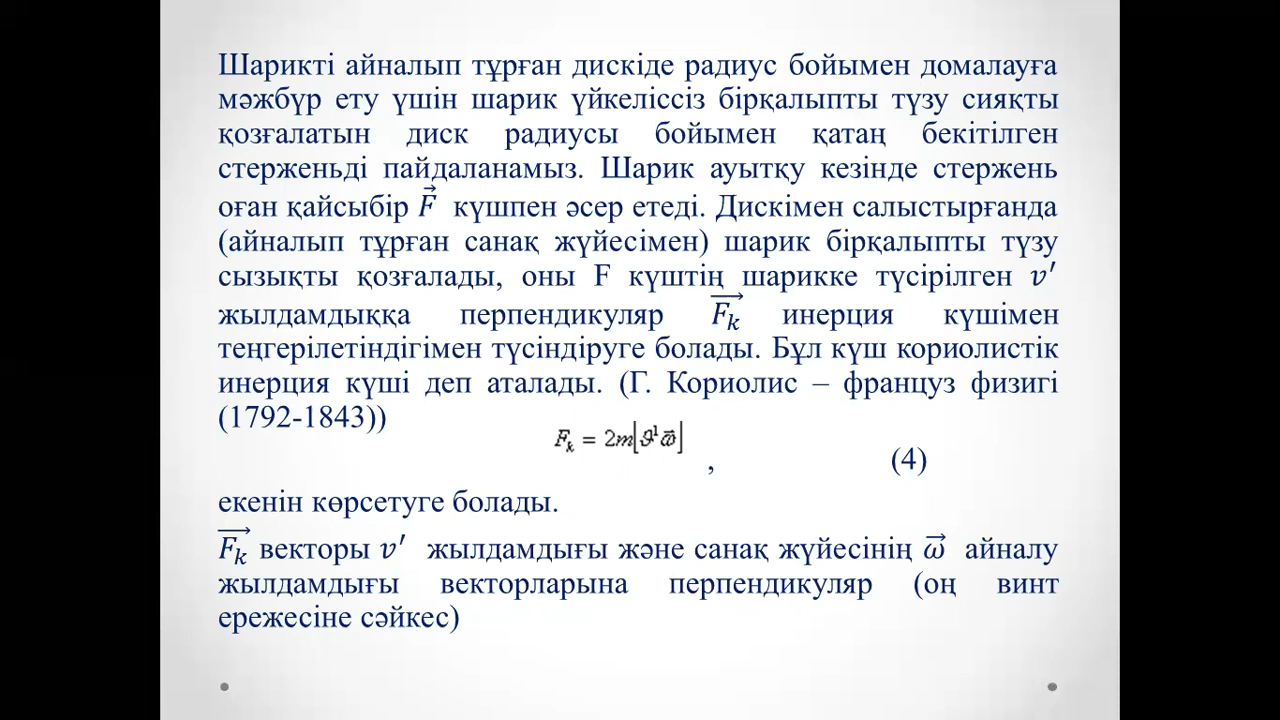 Шарикті айналып тұрған дискіде радиус бойымен домалауға
мәжбүр ету үшін шарик үйкеліссіз бірқалыпты түзу сияқты
қозғалатын диск радиусы бойымен қатаң бекітілген
стерженьді пайдаланамыз. Шарик ауытқу кезінде стержень
оған қайсыбір F⃗ күшпен әсер етеді. Дискімен салыстырғанда
(айналып тұрған санақ жүйесімен) шарик бірқалыпты түзу
сызықты қозғалады, оны F күштің шарикке түсірілген v′
жылдамдыққа перпендикуляр F⃗ₖ инерция күшімен
теңгерілетіндігімен түсіндіруге болады. Бұл күш кориолистік
инерция күші деп аталады. (Г. Кориолис – француз физигі
(1792-1843))
Fₖ = 2m⌊ϑ¹ω⃗⌋ , (4)
екенін көрсетуге болады.
F⃗ₖ векторы v′ жылдамдығы және санақ жүйесінің ω⃗ айналу
жылдамдығы векторларына перпендикуляр (оң винт
ережесіне сәйкес)